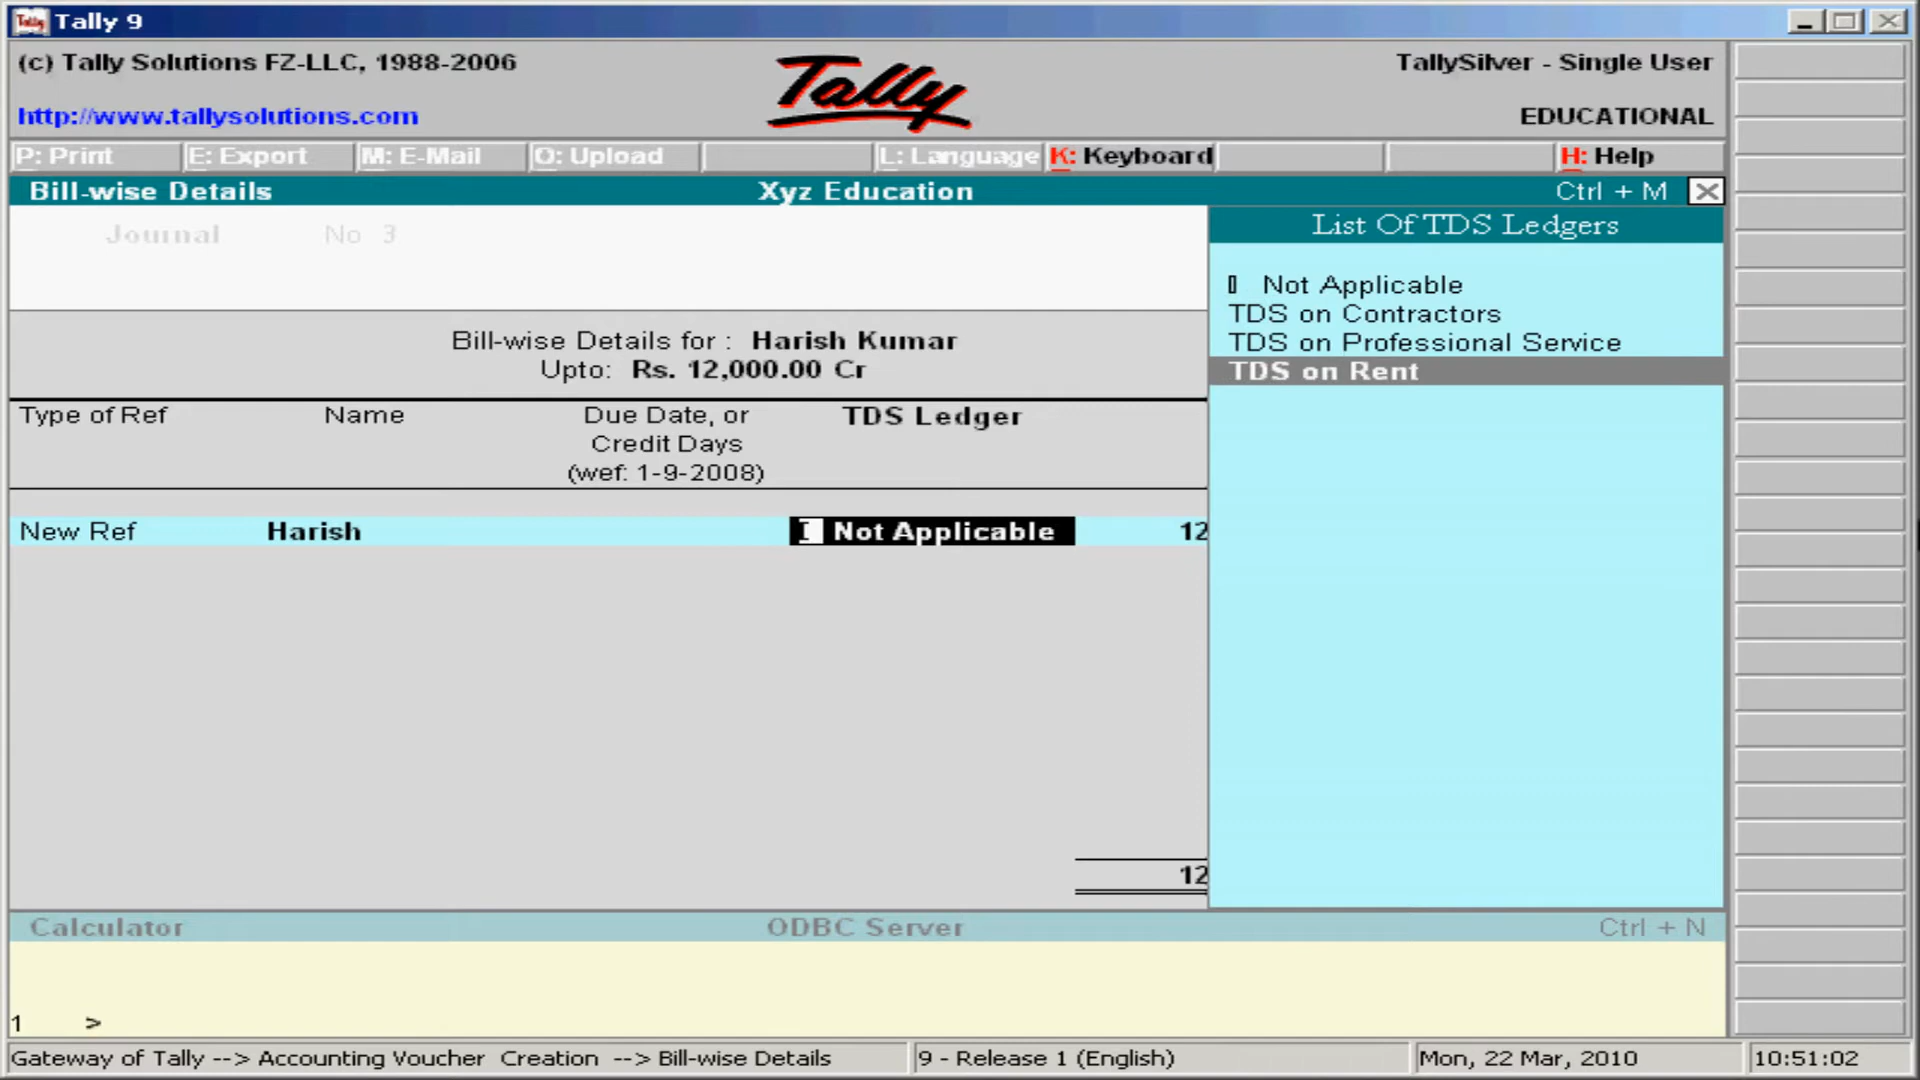 Tally 9
(c) Tally Solutions FZ-LLC, 1988-2006
TallySilver - Single User
http://www.tallysolutions.com
Tally
EDUCATIONAL
P: Print
E: Export
M: E-Mail
O: Upload
L: Language
K: Keyboard
H: Help
Bill-wise Details
Xyz Education
Ctrl + M
Journal No 3
List Of TDS Ledgers
Not Applicable
TDS on Contractors
TDS on Professional Service
TDS on Rent
Bill-wise Details for : Harish Kumar
Upto: Rs. 12,000.00 Cr
Type of Ref
Name
Due Date, or
Credit Days
(wef: 1-9-2008)
TDS Ledger
New Ref Harish Not Applicable 12
12
Calculator
ODBC Server
Ctrl + N
1 >
Gateway of Tally --> Accounting Voucher Creation --> Bill-wise Details
9 - Release 1 (English)
Mon, 22 Mar, 2010
10:51:02